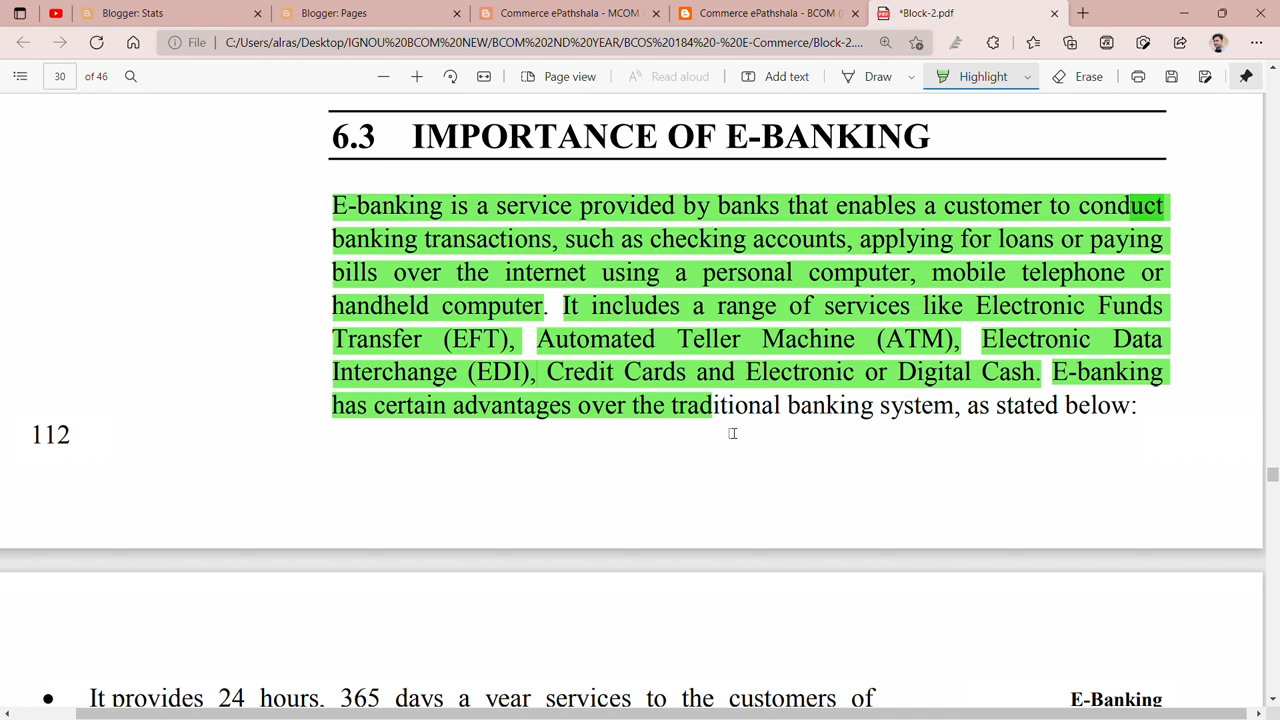 Blogger: Stats
Blogger: Pages
Commerce ePathshala - MCOM
Commerce ePathshala - BCOM (
*Block-2.pdf
File
C:/Users/alras/Desktop/IGNOU%20BCOM%20NEW/BCOM%202ND%20YEAR/BCOS%20184%20-%20E-Commerce/Block-2....
30 of 46
Page view
Read aloud
Add text
Draw
Highlight
Erase
6.3 IMPORTANCE OF E-BANKING
E-banking is a service provided by banks that enables a customer to conduct
banking transactions, such as checking accounts, applying for loans or paying
bills over the internet using a personal computer, mobile telephone or
handheld computer. It includes a range of services like Electronic Funds
Transfer (EFT), Automated Teller Machine (ATM), Electronic Data
Interchange (EDI), Credit Cards and Electronic or Digital Cash. E-banking
has certain advantages over the traditional banking system, as stated below:
112
• It provides 24 hours, 365 days a year services to the customers of
E-Banking